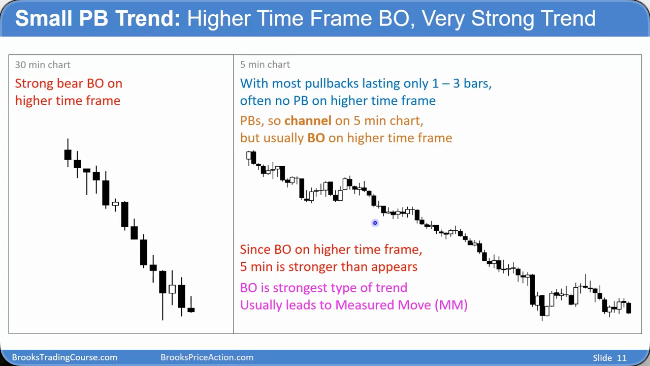 Small PB Trend: Higher Time Frame BO, Very Strong Trend
30 min chart
Strong bear BO on
higher time frame
5 min chart
With most pullbacks lasting only 1 – 3 bars,
often no PB on higher time frame
PBs, so channel on 5 min chart,
but usually BO on higher time frame
Since BO on higher time frame,
5 min is stronger than appears
BO is strongest type of trend
Usually leads to Measured Move (MM)
BrooksTradingCourse.com
BrooksPriceAction.com
Slide 11